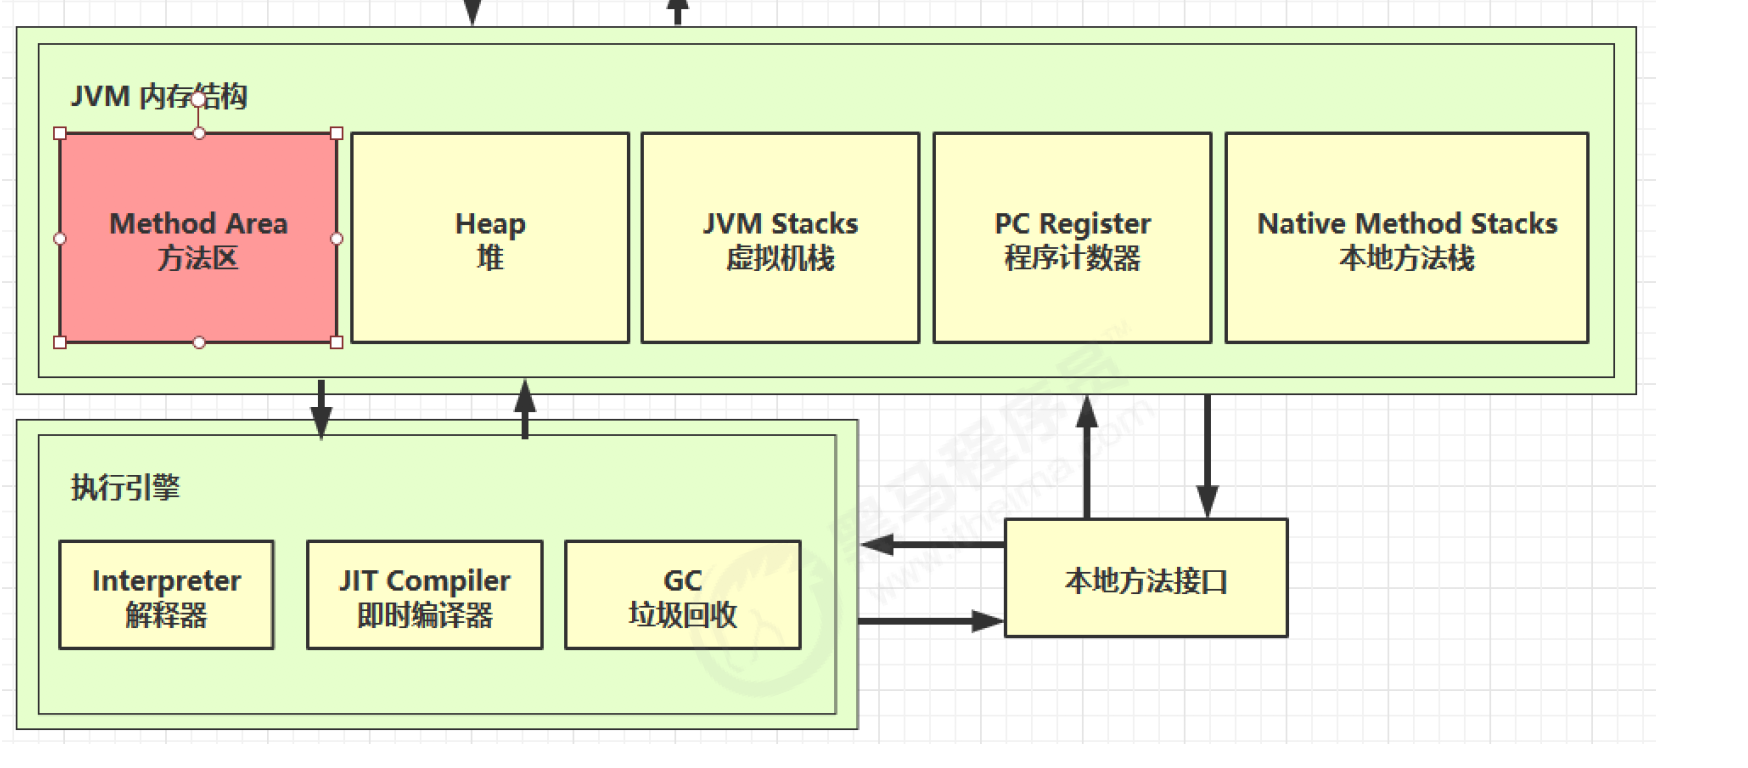 JVM 内存结构
Method Area
方法区
Heap
堆
JVM Stacks
虚拟机栈
PC Register
程序计数器
Native Method Stacks
本地方法栈
执行引擎
Interpreter
解释器
JIT Compiler
即时编译器
GC
垃圾回收
本地方法接口
黑马程序员™
www.itheima.com